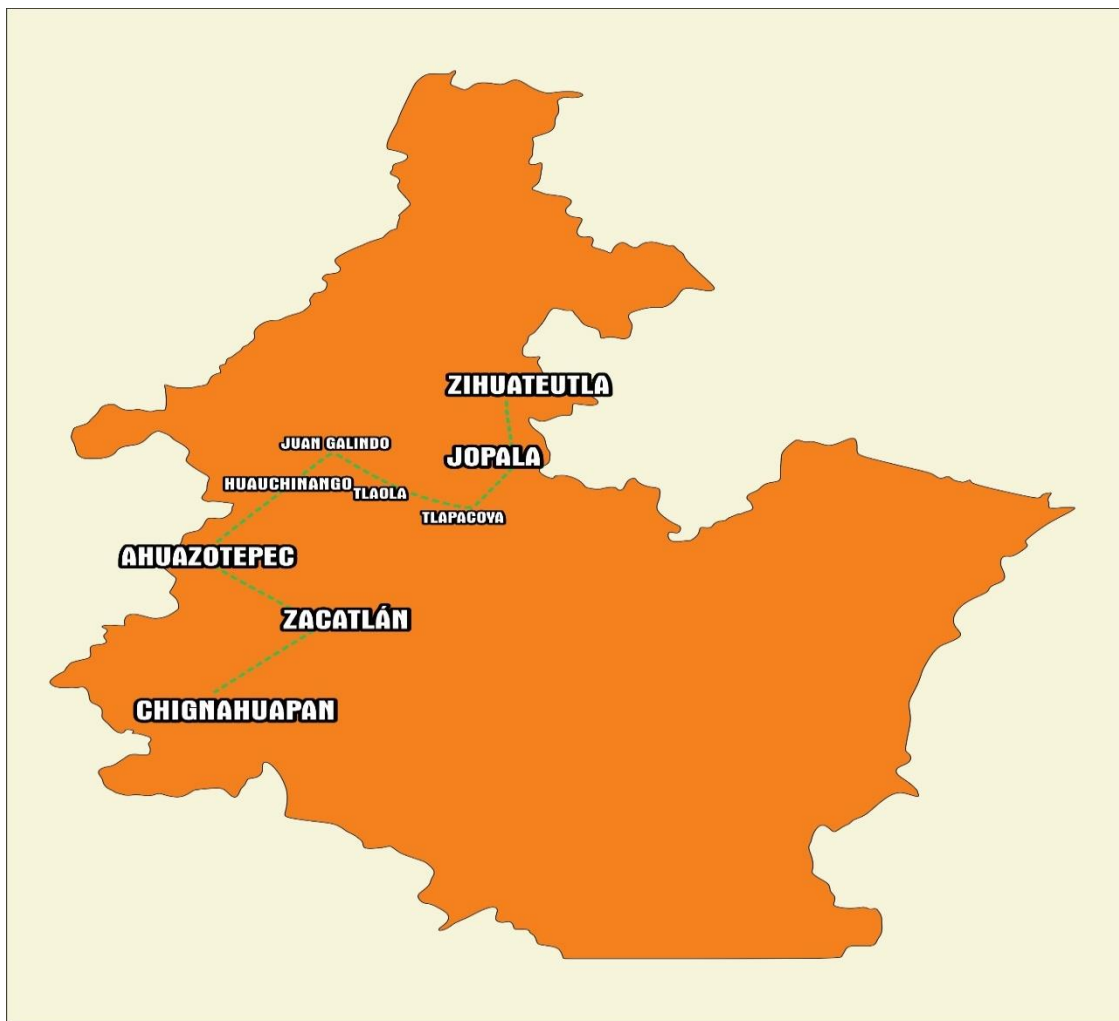 ZIHUATEUTLA
JUAN GALINDO
JOPALA
HUAUCHINANGO
TLAOLA
TLAPACOYA
AHUAZOTEPEC
ZACATLÁN
CHIGNAHUAPAN